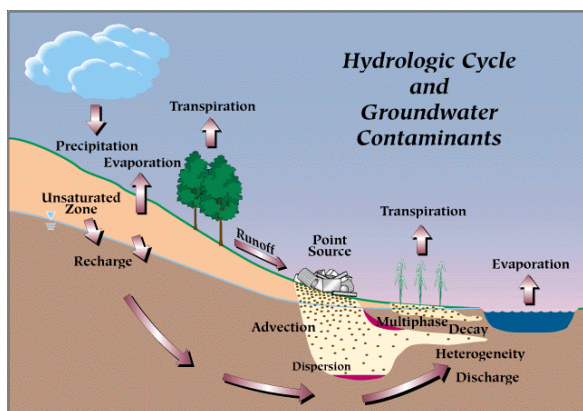 Hydrologic Cycle
and
Groundwater
Contaminants
Transpiration
Precipitation
Evaporation
Unsaturated
Zone
Recharge
Runoff
Point
Source
Transpiration
Evaporation
Advection
Multiphase
Decay
Heterogeneity
Dispersion
Discharge